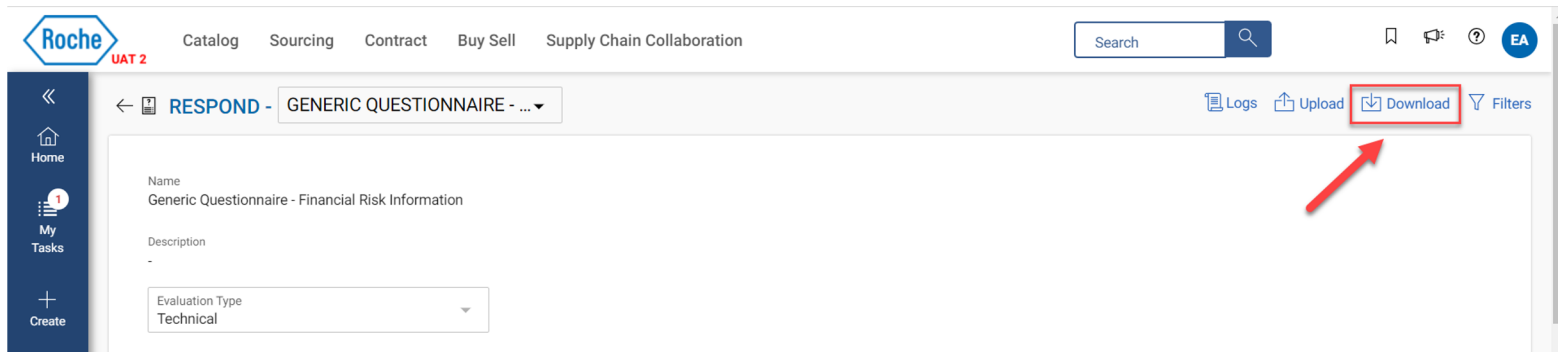 Roche
UAT 2
Catalog Sourcing Contract Buy Sell Supply Chain Collaboration
Search
EA
RESPOND - GENERIC QUESTIONNAIRE - ...
Logs Upload Download Filters
Home
1
My
Tasks
Create
Name
Generic Questionnaire - Financial Risk Information
Description
-
Evaluation Type
Technical